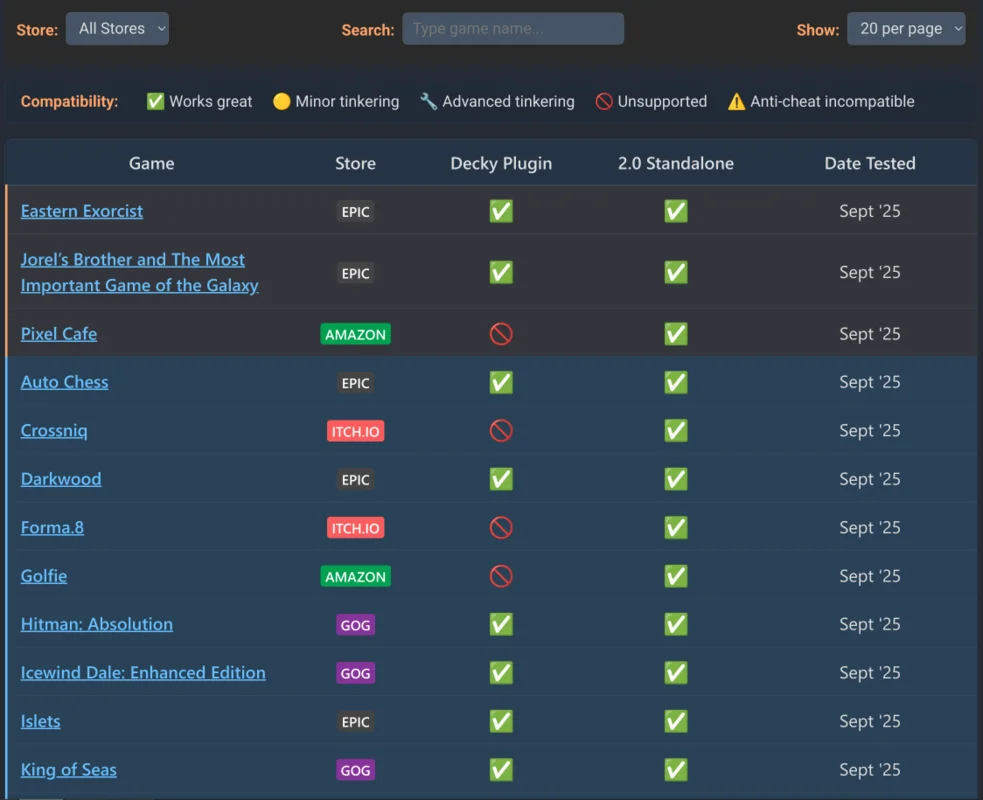 Store: All Stores Search: Type game name... Show: 20 per page
Compatibility: ✅ Works great 🟡 Minor tinkering 🔧 Advanced tinkering 🚫 Unsupported ⚠️ Anti-cheat incompatible
Game Store Decky Plugin 2.0 Standalone Date Tested
Eastern Exorcist EPIC ✅ ✅ Sept '25
Jorel’s Brother and The Most
Important Game of the Galaxy EPIC ✅ ✅ Sept '25
Pixel Cafe AMAZON 🚫 ✅ Sept '25
Auto Chess EPIC ✅ ✅ Sept '25
Crossniq ITCH.IO 🚫 ✅ Sept '25
Darkwood EPIC ✅ ✅ Sept '25
Forma.8 ITCH.IO 🚫 ✅ Sept '25
Golfie AMAZON 🚫 ✅ Sept '25
Hitman: Absolution GOG ✅ ✅ Sept '25
Icewind Dale: Enhanced Edition GOG ✅ ✅ Sept '25
Islets EPIC ✅ ✅ Sept '25
King of Seas GOG ✅ ✅ Sept '25